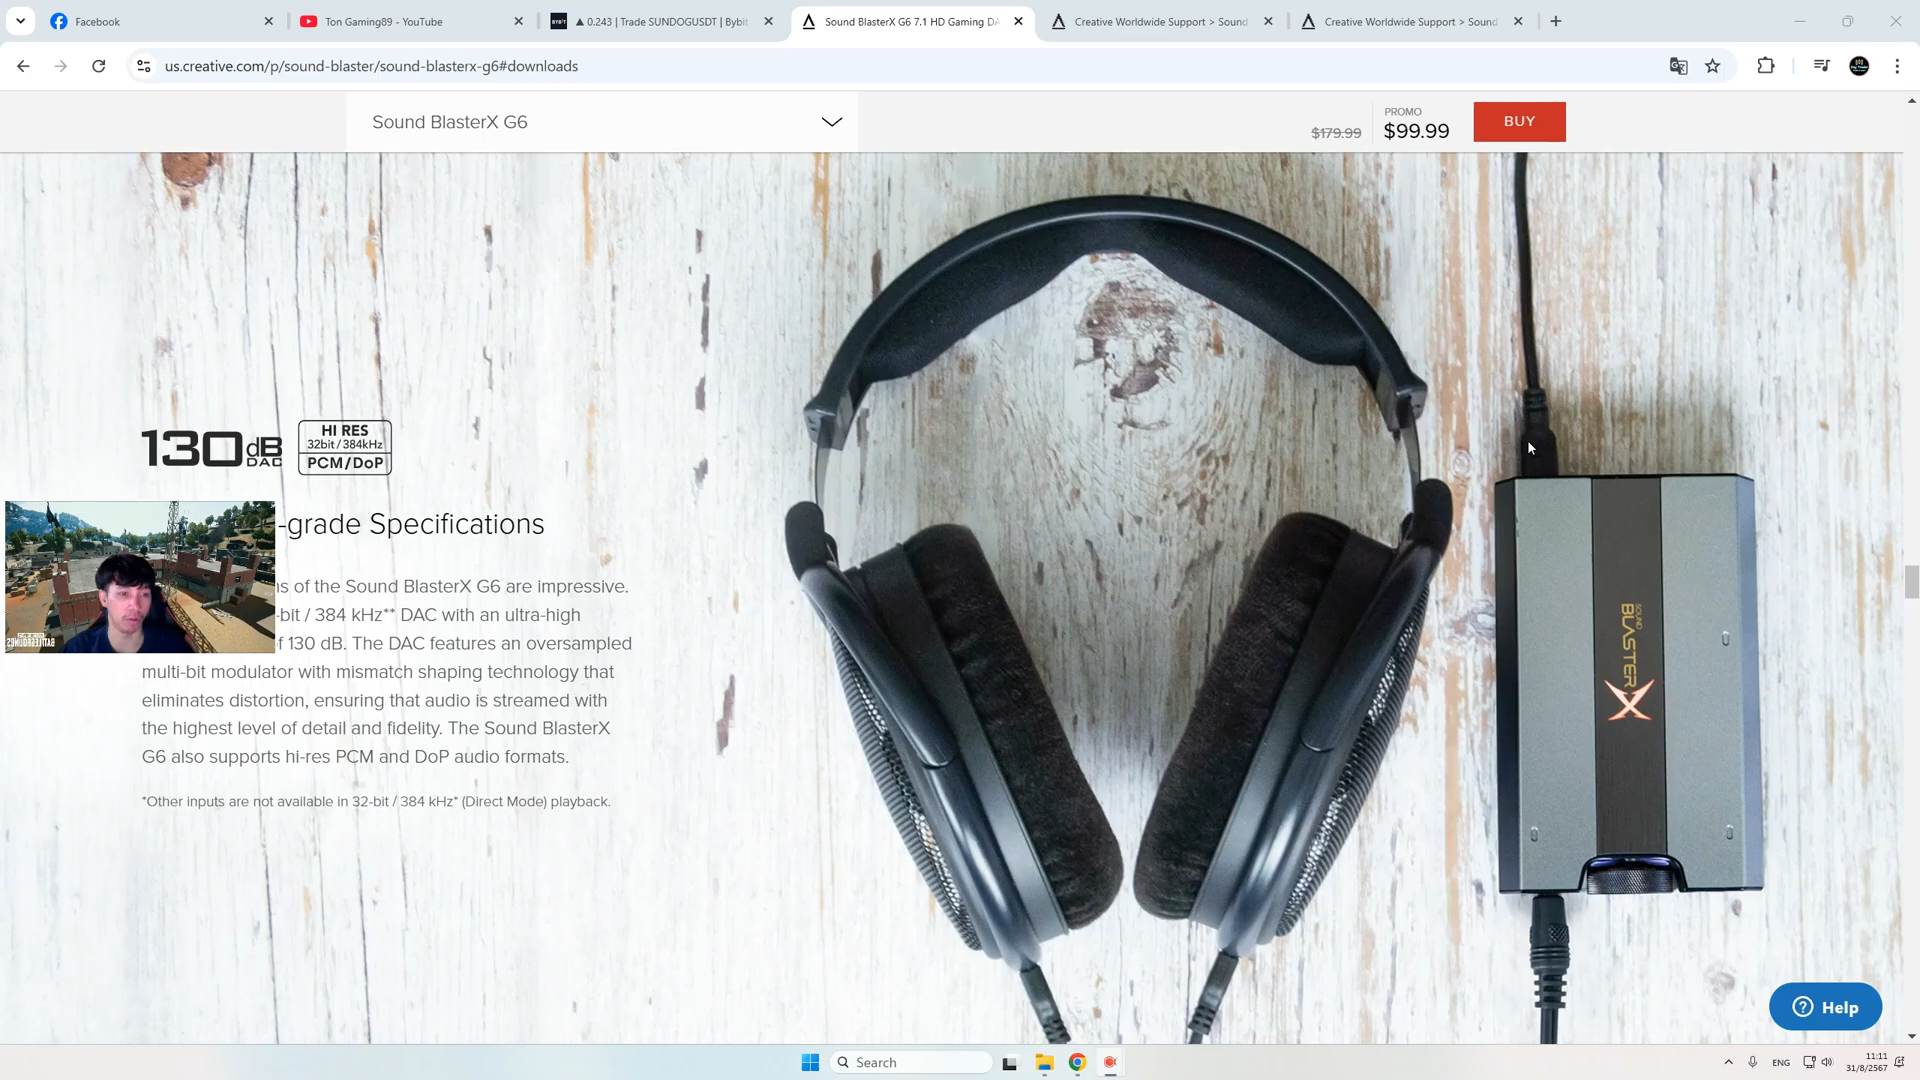 Facebook
Ton Gaming89 - YouTube
BYBIT
▲ 0.243 | Trade SUNDOGUSDT | Bybit
Sound BlasterX G6 7.1 HD Gaming DA
Creative Worldwide Support > Sound
Creative Worldwide Support > Sound
us.creative.com/p/sound-blaster/sound-blasterx-g6#downloads
Sound BlasterX G6
$179.99
PROMO
$99.99
BUY
130dB
DAC
HI RES
32bit / 384kHz
PCM/DoP
-grade Specifications
s of the Sound BlasterX G6 are impressive.
-bit / 384 kHz** DAC with an ultra-high
f 130 dB. The DAC features an oversampled
multi-bit modulator with mismatch shaping technology that
eliminates distortion, ensuring that audio is streamed with
the highest level of detail and fidelity. The Sound BlasterX
G6 also supports hi-res PCM and DoP audio formats.
*Other inputs are not available in 32-bit / 384 kHz* (Direct Mode) playback.
SOUND
BLASTER
X
Help
Search
ENG
11:11
31/8/2567